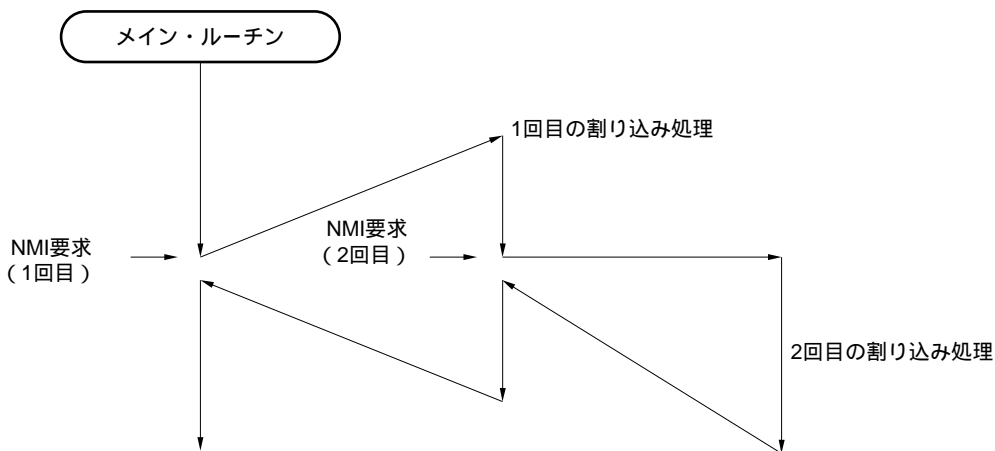 メイン・ルーチン
1回目の割り込み処理
NMI要求
（1回目）
NMI要求
（2回目）
2回目の割り込み処理